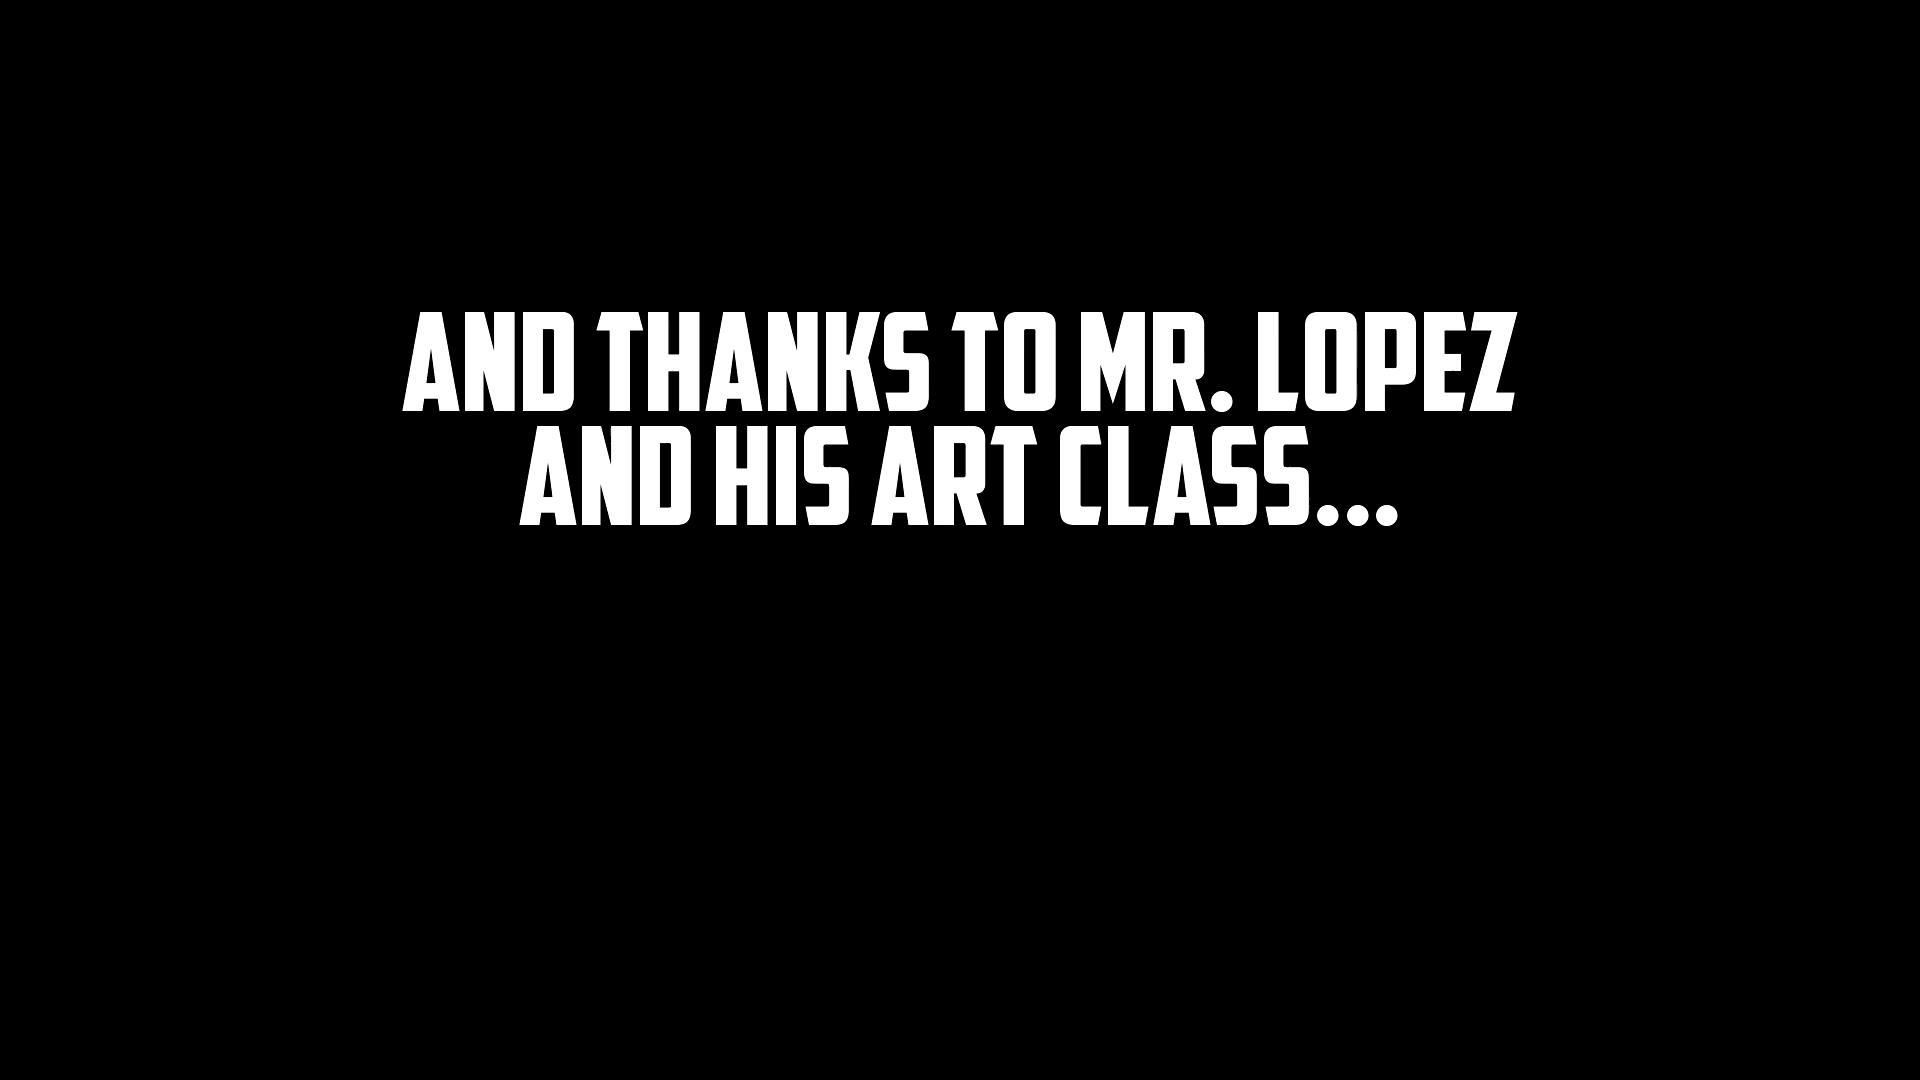 AND THANKS TO MR. LOPEZ
AND HIS ART CLASS...